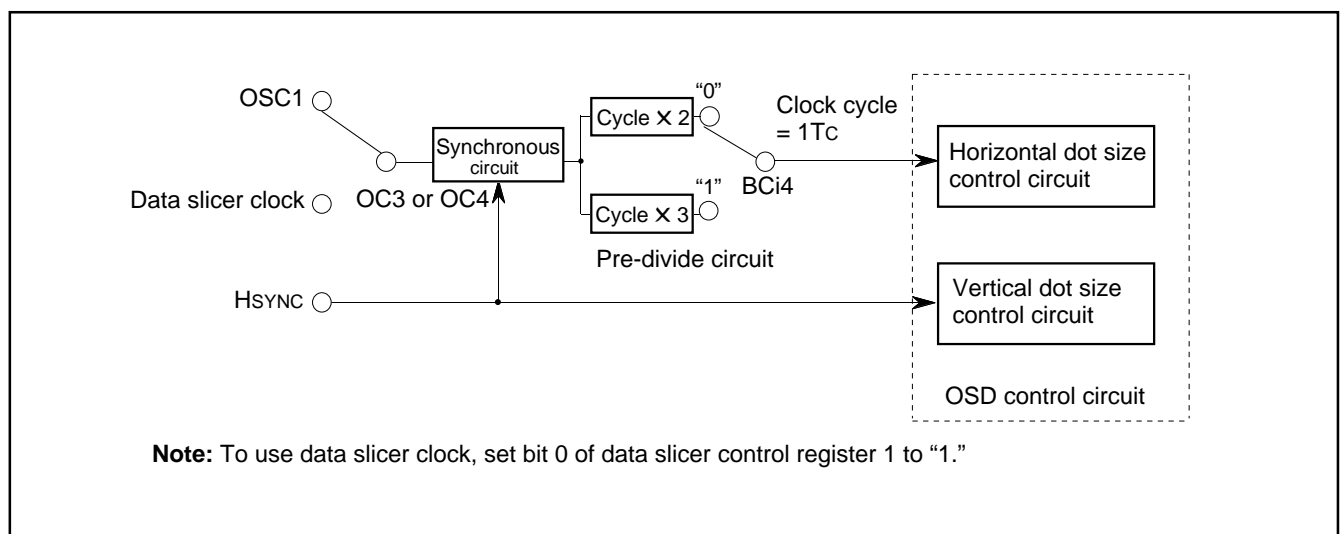 OSC1
Data slicer clock
HSYNC
OC3 or OC4
Synchronous
circuit
Cycle × 2
"0"
Cycle × 3
"1"
Pre-divide circuit
BCi4
Clock cycle
= 1TC
Horizontal dot size
control circuit
Vertical dot size
control circuit
OSD control circuit
Note: To use data slicer clock, set bit 0 of data slicer control register 1 to “1.”